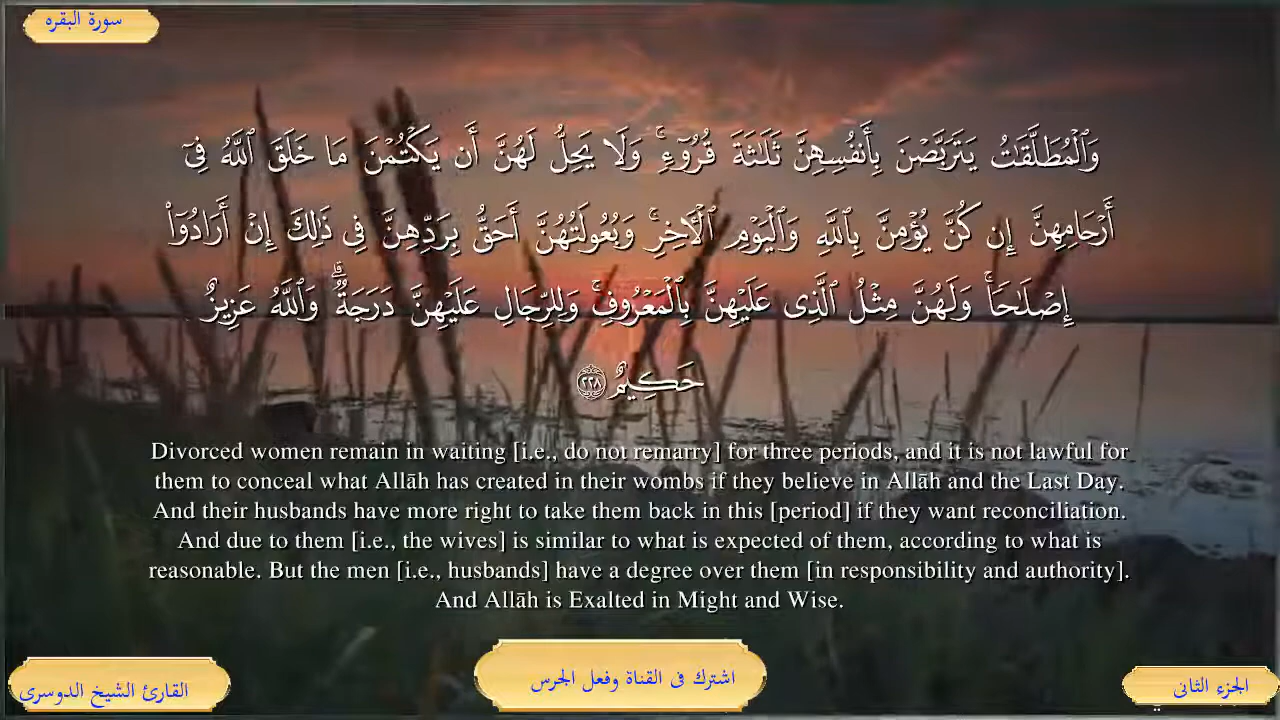 سورة البقره
وَٱلْمُطَلَّقَٰتُ يَتَرَبَّصْنَ بِأَنفُسِهِنَّ ثَلَٰثَةَ قُرُوٓءٍۚ وَلَا يَحِلُّ لَهُنَّ أَن يَكْتُمْنَ مَا خَلَقَ ٱللَّهُ فِىٓ
أَرْحَامِهِنَّ إِن كُنَّ يُؤْمِنَّ بِٱللَّهِ وَٱلْيَوْمِ ٱلْءَاخِرِۚ وَبُعُولَتُهُنَّ أَحَقُّ بِرَدِّهِنَّ فِى ذَٰلِكَ إِنْ أَرَادُوٓا۟
إِصْلَٰحًاۚ وَلَهُنَّ مِثْلُ ٱلَّذِى عَلَيْهِنَّ بِٱلْمَعْرُوفِۚ وَلِلرِّجَالِ عَلَيْهِنَّ دَرَجَةٌۗ وَٱللَّهُ عَزِيزٌ
حَكِيمٌ ٢٢٨
Divorced women remain in waiting [i.e., do not remarry] for three periods, and it is not lawful for
them to conceal what Allāh has created in their wombs if they believe in Allāh and the Last Day.
And their husbands have more right to take them back in this [period] if they want reconciliation.
And due to them [i.e., the wives] is similar to what is expected of them, according to what is
reasonable. But the men [i.e., husbands] have a degree over them [in responsibility and authority].
And Allāh is Exalted in Might and Wise.
الجزء الثانى
اشترك فى القناة وفعل الجرس
القارئ الشيخ الدوسرى